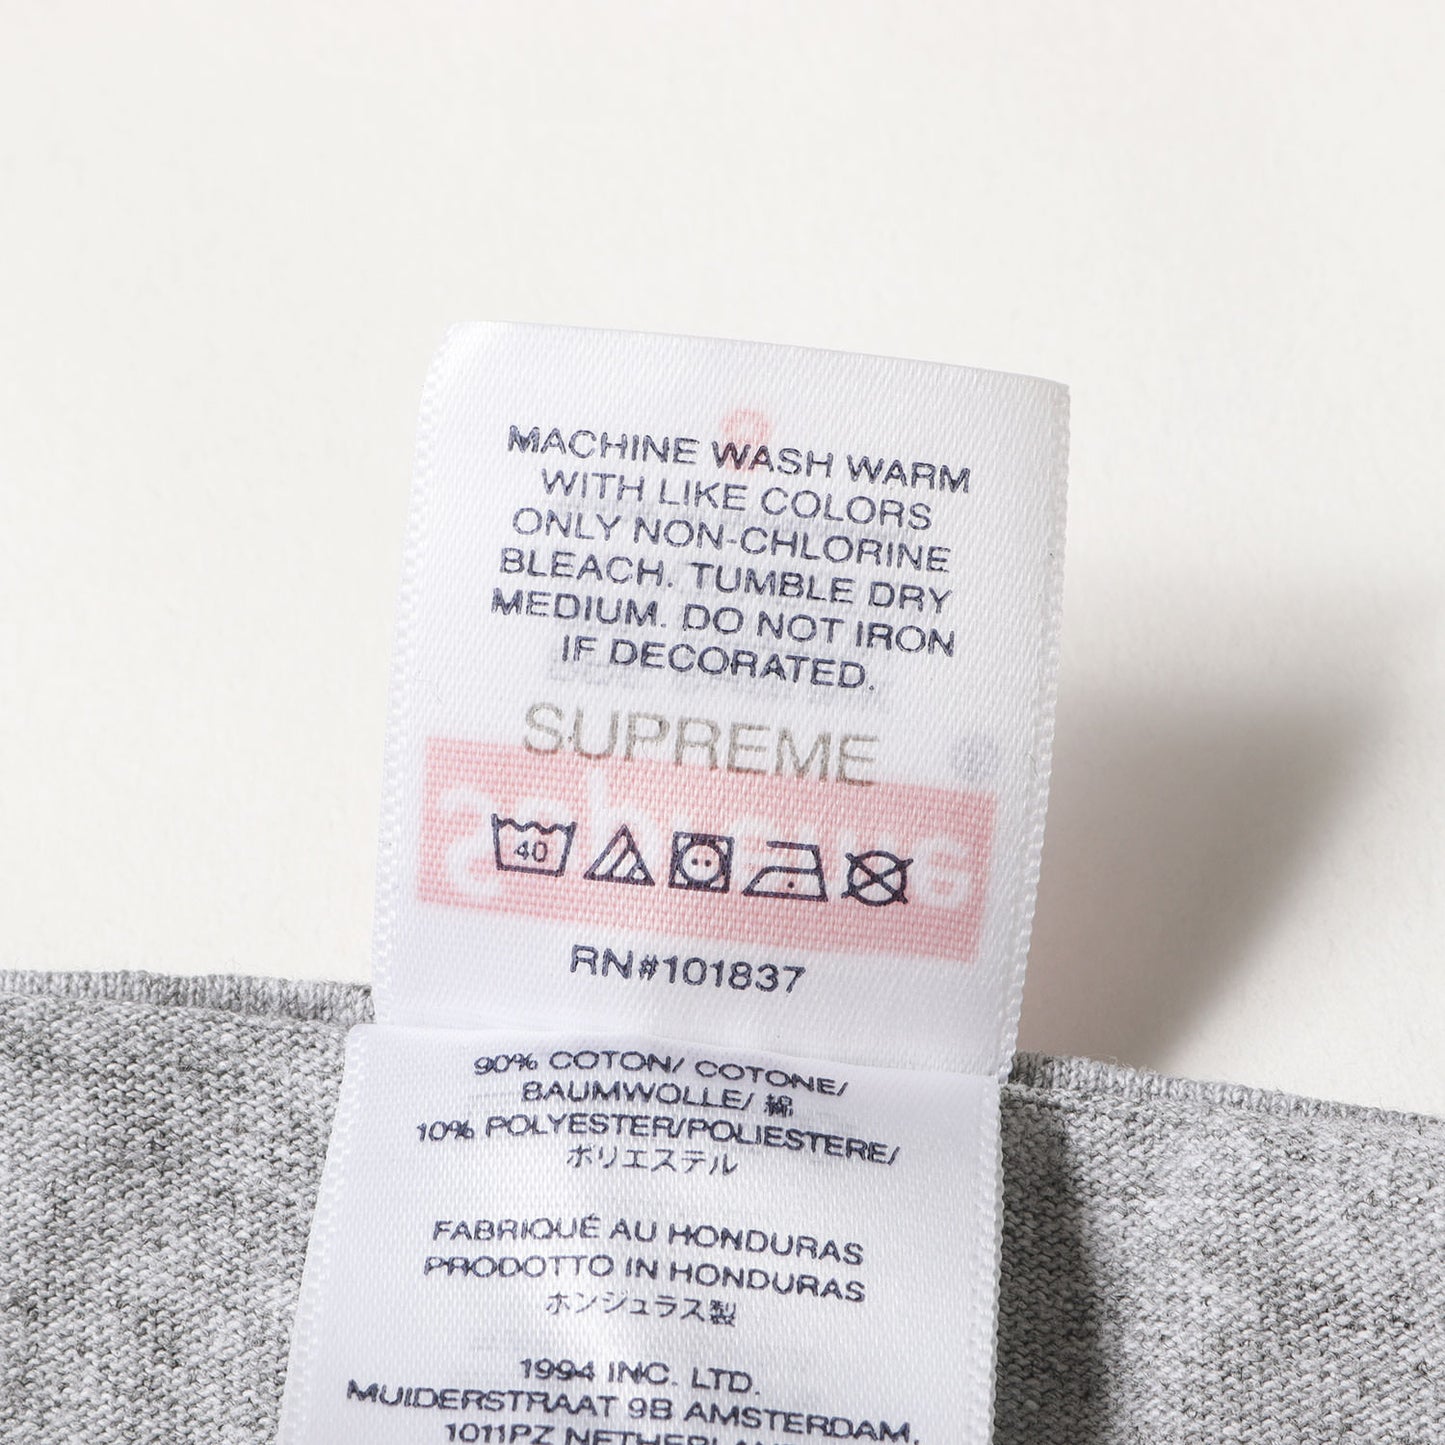 MACHINE WASH WARM
WITH LIKE COLORS
ONLY NON-CHLORINE
BLEACH. TUMBLE DRY
MEDIUM. DO NOT IRON
IF DECORATED.
SUPREME
40
RN#101837
90% COTON/ COTONE/
BAUMWOLLE/ 綿
10% POLYESTER/POLIESTERE/
ポリエステル
FABRIQUÉ AU HONDURAS
PRODOTTO IN HONDURAS
ホンジュラス製
1994 INC. LTD.
MUIDERSTRAAT 9B AMSTERDAM,
1011PZ